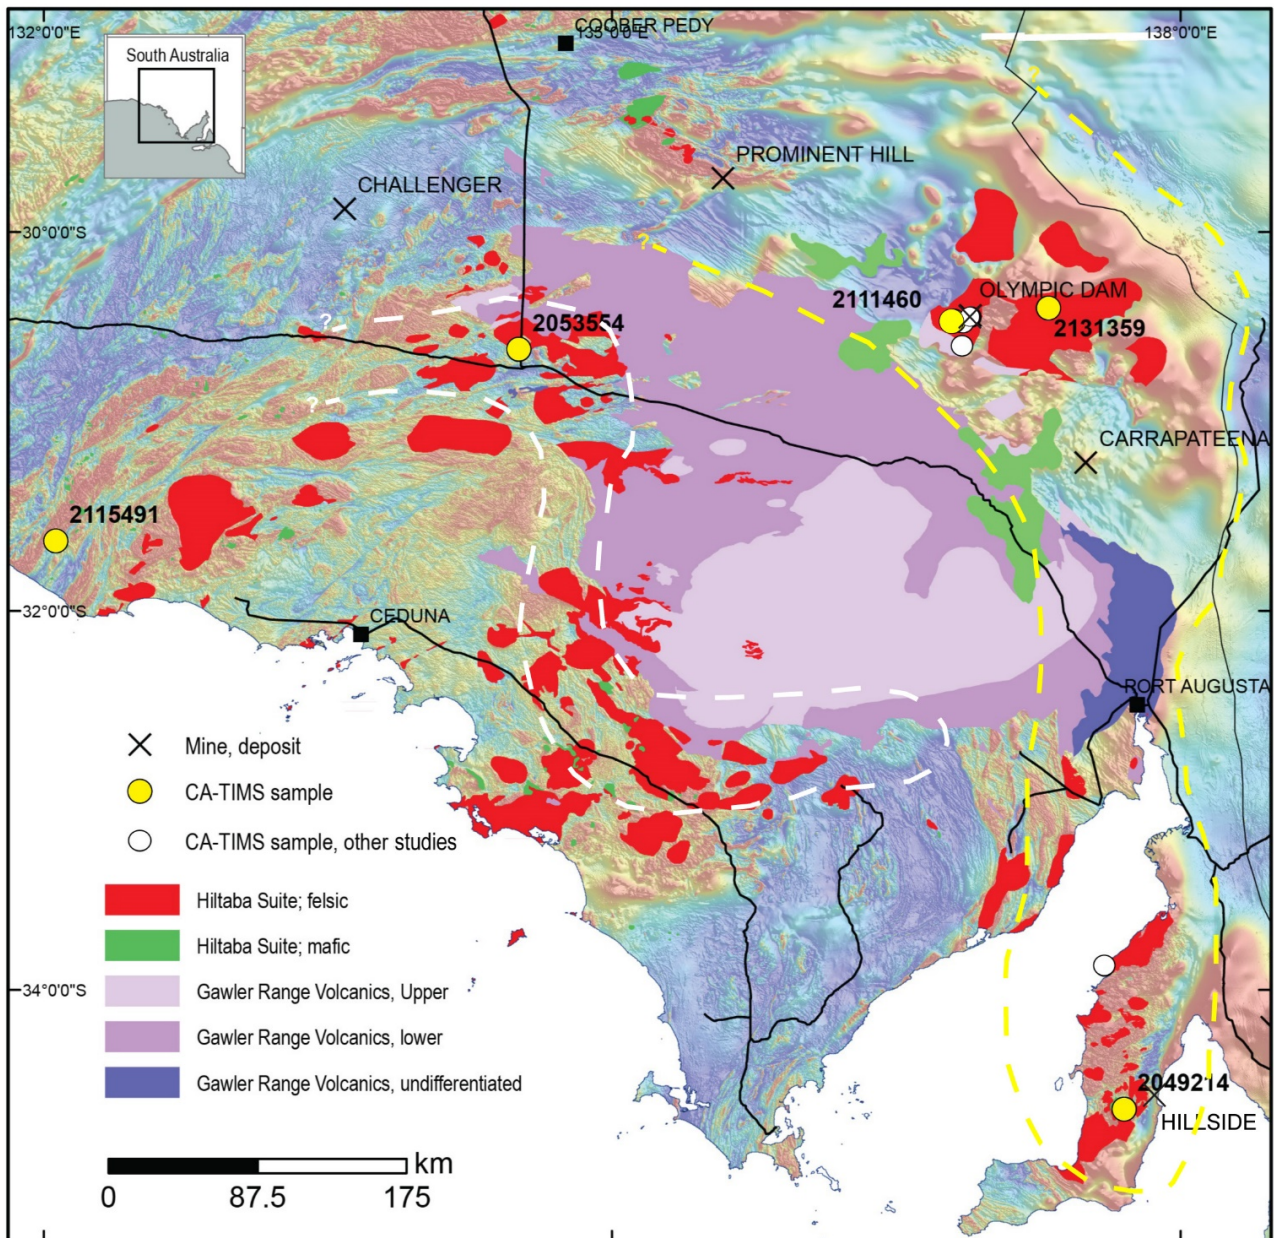 132°0'0"E
COOBER PEDY
135°0'0"E
138°0'0"E
South Australia
?
PROMINENT HILL
CHALLENGER
30°0'0"S
?
2111460
OLYMPIC DAM
2131359
?
2053554
?
CARRAPATEENA
2115491
32°0'0"S
CEDUNA
PORT AUGUSTA
Mine, deposit
CA-TIMS sample
CA-TIMS sample, other studies
Hiltaba Suite; felsic
Hiltaba Suite; mafic
34°0'0"S
Gawler Range Volcanics, Upper
Gawler Range Volcanics, lower
Gawler Range Volcanics, undifferentiated
2049214
HILLSIDE
km
0 87.5 175